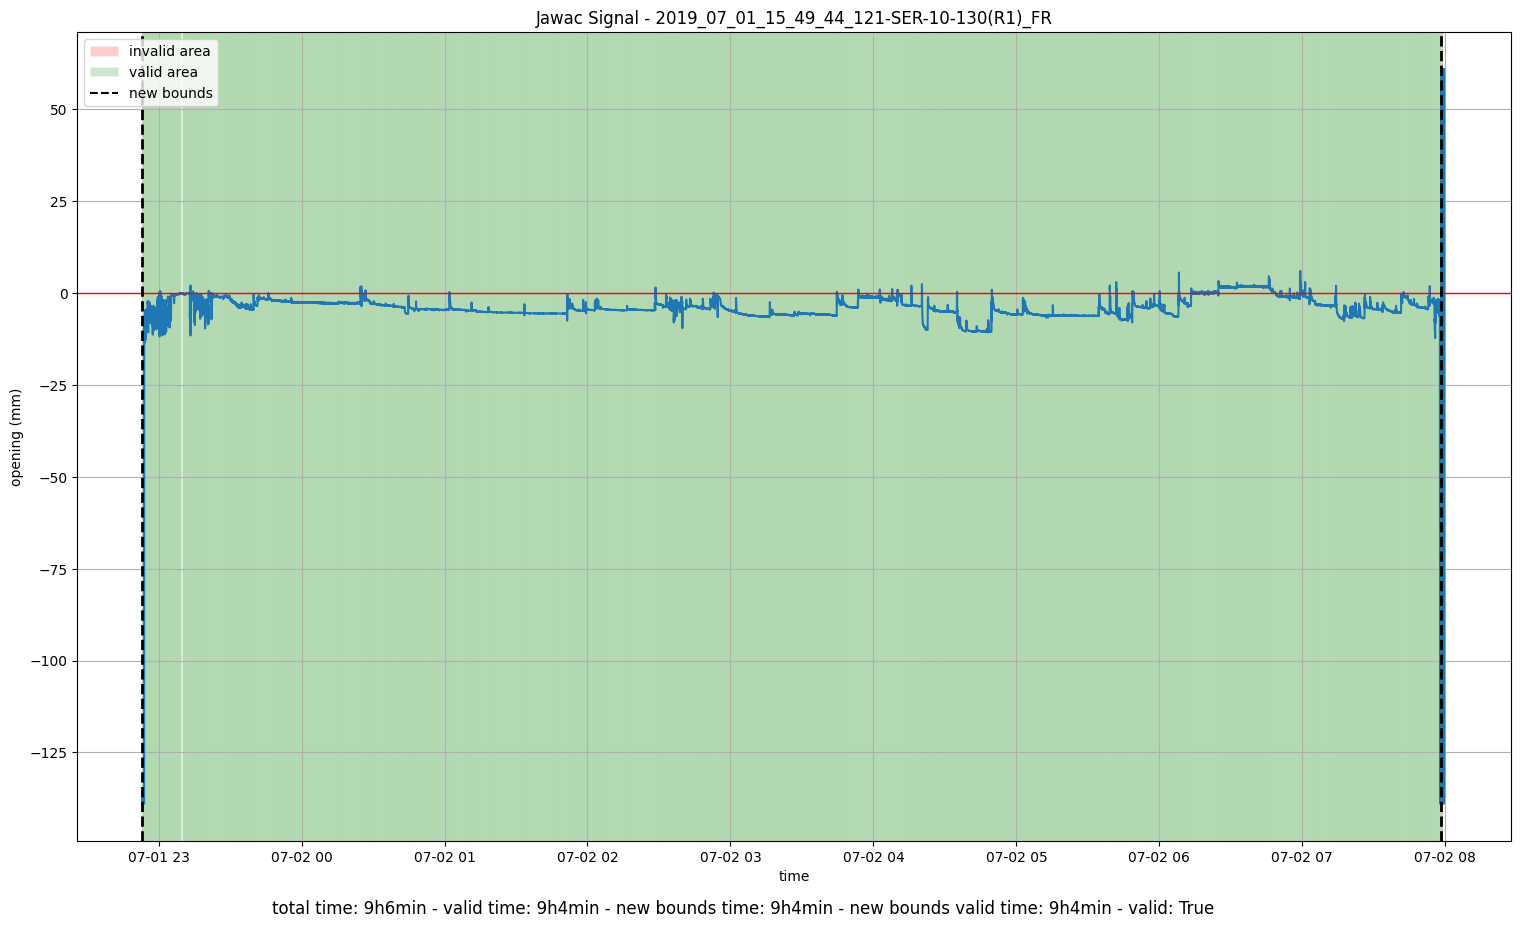 Jawac Signal - 2019_07_01_15_49_44_121-SER-10-130(R1)_FR
invalid area
valid area
new bounds
50
25
0
−25
−50
−75
−100
−125
opening (mm)
07-01 23
07-02 00
07-02 01
07-02 02
07-02 03
07-02 04
07-02 05
07-02 06
07-02 07
07-02 08
time
total time: 9h6min - valid time: 9h4min - new bounds time: 9h4min - new bounds valid time: 9h4min - valid: True